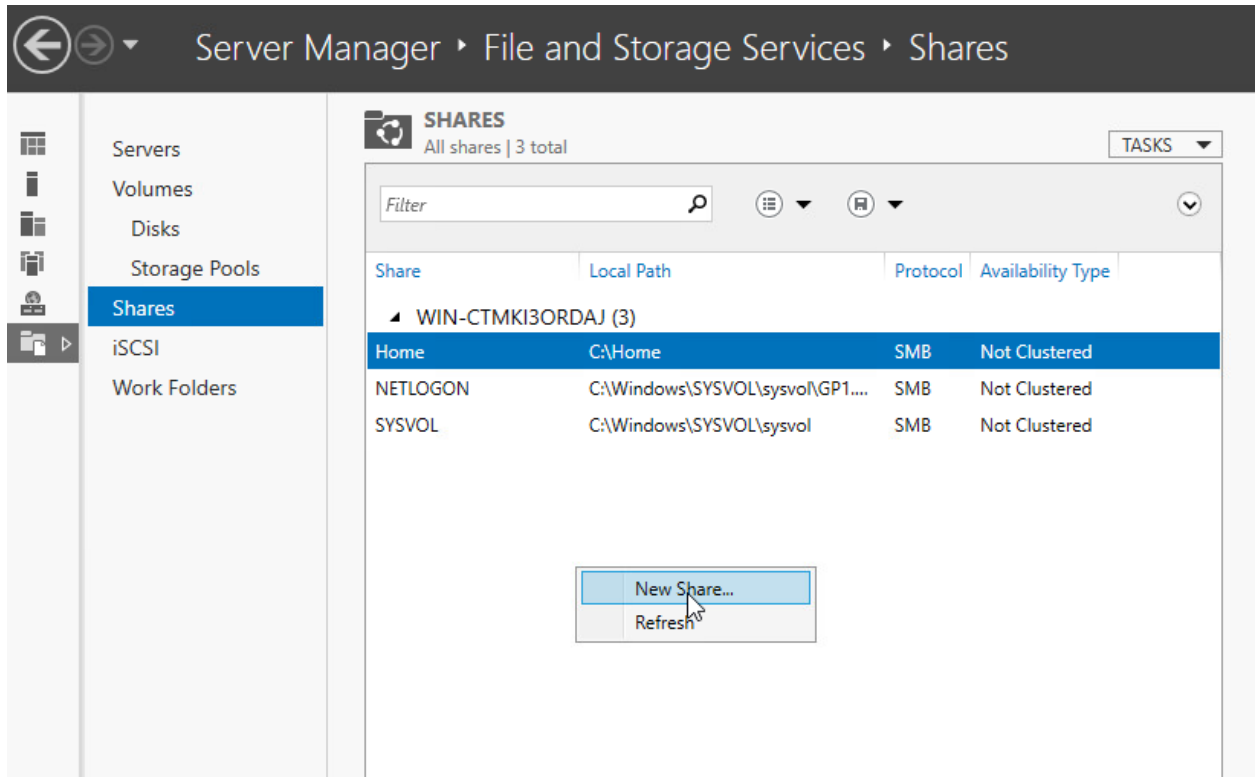 Server Manager ‣ File and Storage Services ‣ Shares
Servers
Volumes
Disks
Storage Pools
Shares
iSCSI
Work Folders
SHARES
All shares | 3 total
TASKS
Filter
Share Local Path Protocol Availability Type
WIN-CTMKI3ORDAJ (3)
Home C:\Home SMB Not Clustered
NETLOGON C:\Windows\SYSVOL\sysvol\GP1.... SMB Not Clustered
SYSVOL C:\Windows\SYSVOL\sysvol SMB Not Clustered
New Share...
Refresh